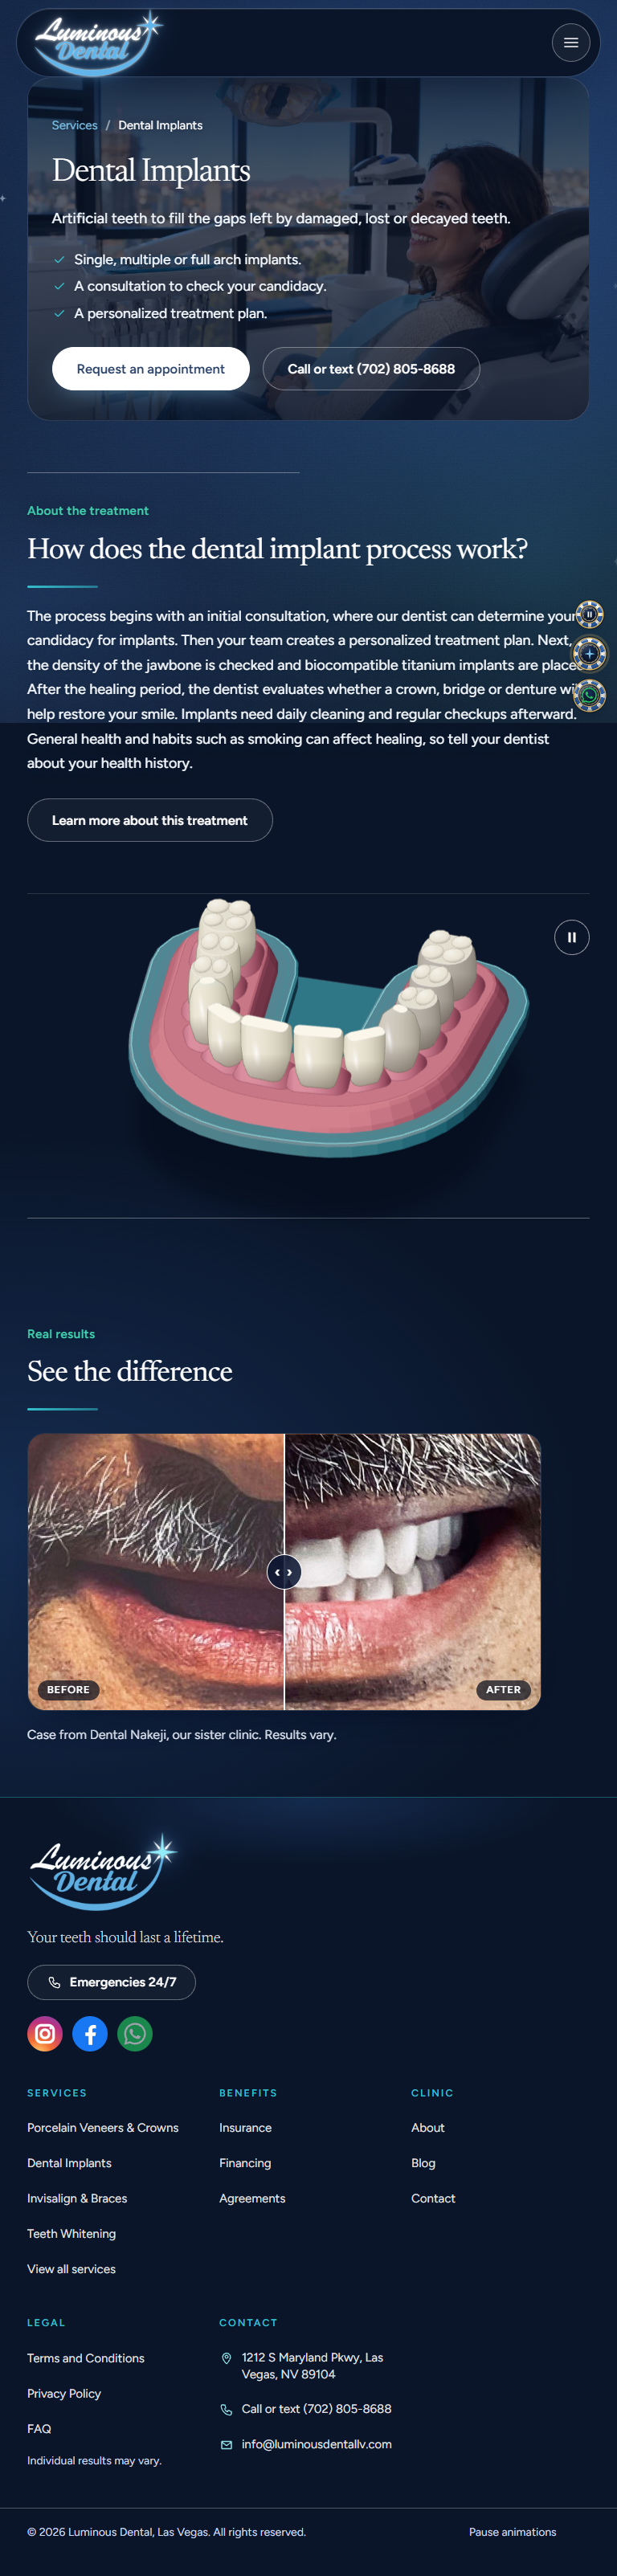 Luminous
Dental
Services / Dental Implants
Dental Implants
Artificial teeth to fill the gaps left by damaged, lost or decayed teeth.
Single, multiple or full arch implants.
A consultation to check your candidacy.
A personalized treatment plan.
Request an appointment
Call or text (702) 805-8688
About the treatment
How does the dental implant process work?
The process begins with an initial consultation, where our dentist can determine your
candidacy for implants. Then your team creates a personalized treatment plan. Next,
the density of the jawbone is checked and biocompatible titanium implants are
After the healing period, the dentist evaluates whether a crown, bridge or denture
help restore your smile. Implants need daily cleaning and regular checkups afterward.
General health and habits such as smoking can affect healing, so tell your dentist
about your health history.
Learn more about this treatment
Real results
See the difference
BEFORE
AFTER
Case from Dental Nakeji, our sister clinic. Results vary.
Luminous
Dental
Your teeth should last a lifetime.
Emergencies 24/7
SERVICES
Porcelain Veneers & Crowns
Dental Implants
Invisalign & Braces
Teeth Whitening
View all services
BENEFITS
Insurance
Financing
Agreements
CLINIC
About
Blog
Contact
LEGAL
Terms and Conditions
Privacy Policy
FAQ
Individual results may vary.
CONTACT
1212 S Maryland Pkwy, Las
Vegas, NV 89104
Call or text (702) 805-8688
info@luminousdentallv.com
© 2026 Luminous Dental, Las Vegas. All rights reserved.
Pause animations